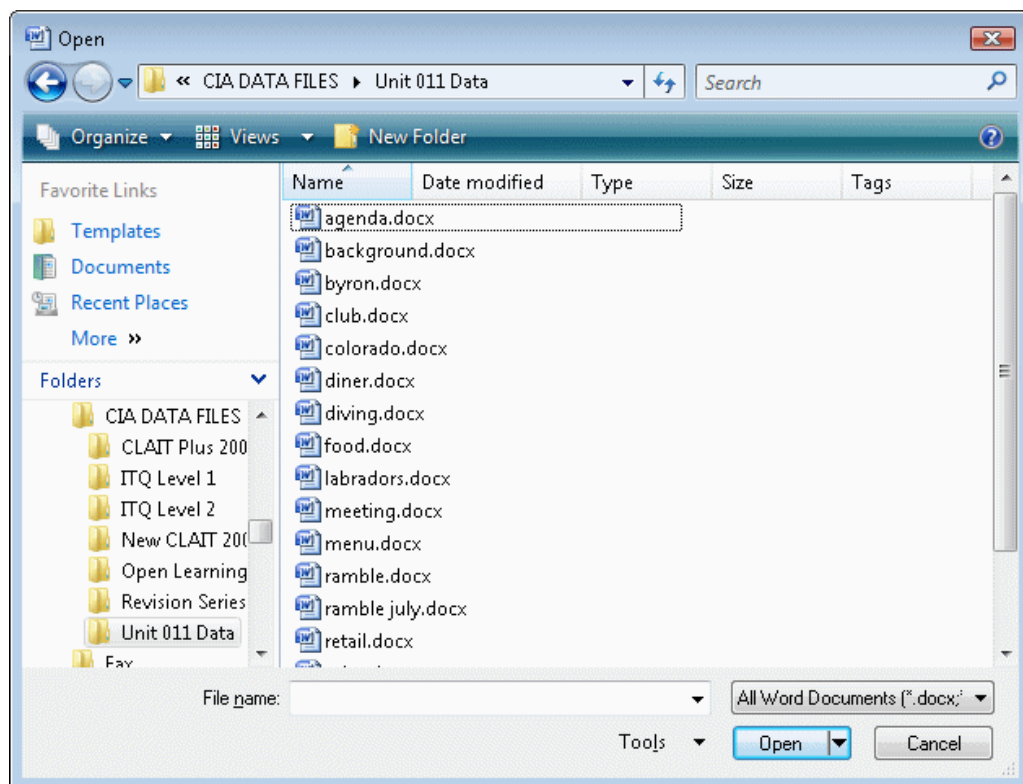 Open
« CIA DATA FILES ▸ Unit 011 Data Search
Organize Views New Folder
Favorite Links
Templates
Documents
Recent Places
More »
Folders
CIA DATA FILES
CLAIT Plus 200
ITQ Level 1
ITQ Level 2
New CLAIT 200
Open Learning
Revision Series
Unit 011 Data
Fax
Name Date modified Type Size Tags
agenda.docx
background.docx
byron.docx
club.docx
colorado.docx
diner.docx
diving.docx
food.docx
labradors.docx
meeting.docx
menu.docx
ramble.docx
ramble july.docx
retail.docx
File name: All Word Documents (*.docx;*
Tools Open Cancel